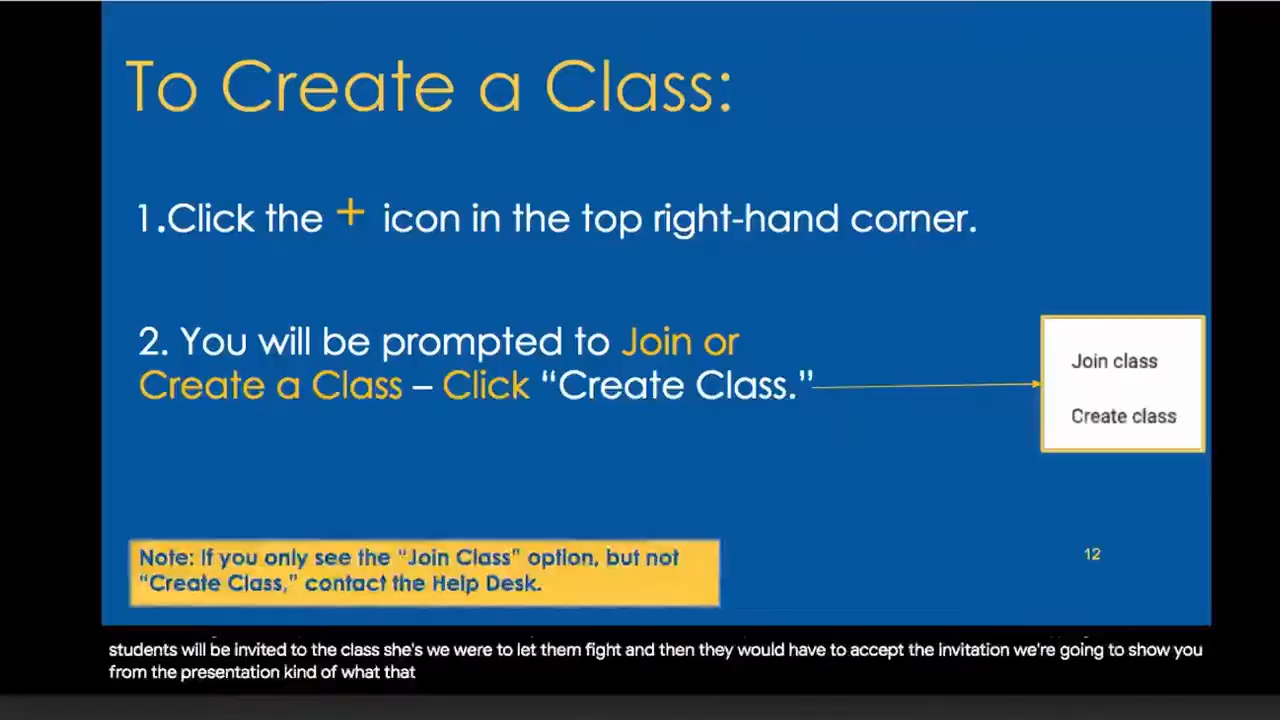 To Create a Class:
1.Click the + icon in the top right-hand corner.
2. You will be prompted to Join or
Create a Class – Click “Create Class.”
Join class
Create class
Note: If you only see the “Join Class” option, but not
“Create Class,” contact the Help Desk.
12
students will be invited to the class she's we were to let them fight and then they would have to accept the invitation we're going to show you
from the presentation kind of what that